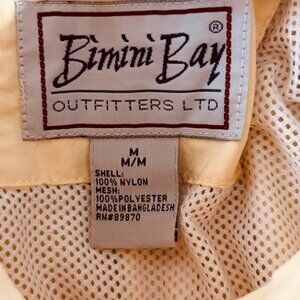 Bimini Bay®
OUTFITTERS LTD
M
M/M
SHELL:
100% NYLON
MESH:
100%POLYESTER
MADE IN BANGLADESH
RN#89870